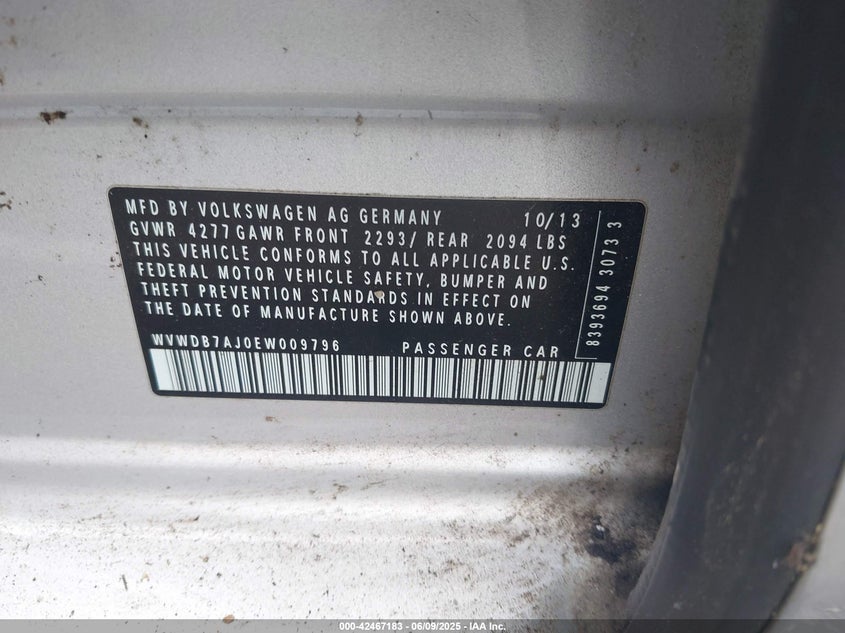 MFD BY VOLKSWAGEN AG GERMANY 10/13
GVWR 4277 GAWR FRONT 2293/ REAR 2094 LBS
THIS VEHICLE CONFORMS TO ALL APPLICABLE U.S.
FEDERAL MOTOR VEHICLE SAFETY, BUMPER AND
THEFT PREVENTION STANDARDS IN EFFECT ON
THE DATE OF MANUFACTURE SHOWN ABOVE.
WVWDB7AJ0EW009796 PASSENGER CAR
8393694 3073 3
000-42467183 - 06/09/2025 - IAA Inc.